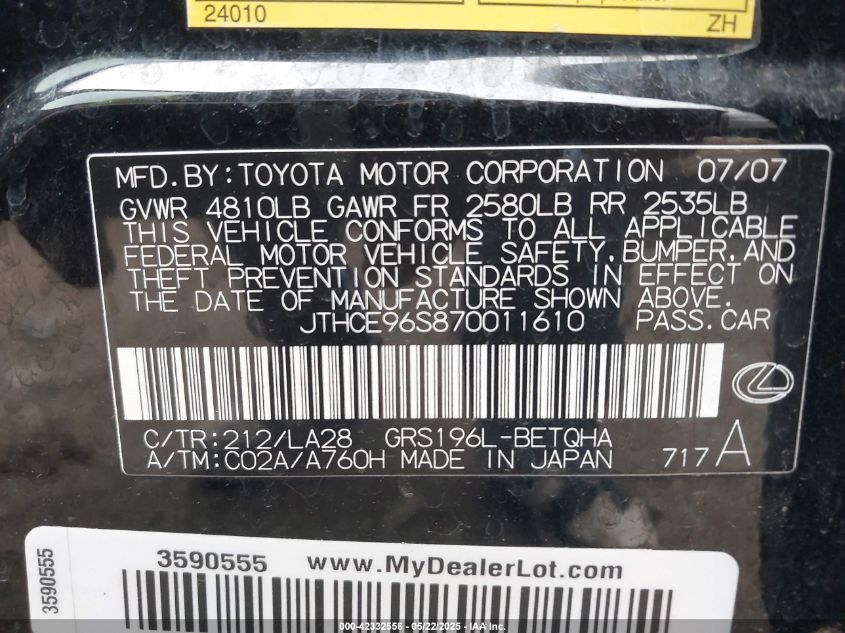 24010 ZH
MFD.BY:TOYOTA MOTOR CORPORATION 07/07
GVWR 4810LB GAWR FR 2580LB RR 2535LB
THIS VEHICLE CONFORMS TO ALL APPLICABLE
FEDERAL MOTOR VEHICLE SAFETY,BUMPER,AND
THEFT PREVENTION STANDARDS IN EFFECT ON
THE DATE OF MANUFACTURE SHOWN ABOVE.
JTHCE96S870011610 PASS.CAR
C/TR:212/LA28 GRS196L-BETQHA
A/TM:C02A/A760H MADE IN JAPAN 717A
3590555 www.MyDealerLot.com
3590555
000-42332558 - 05/22/2025 - IAA Inc.